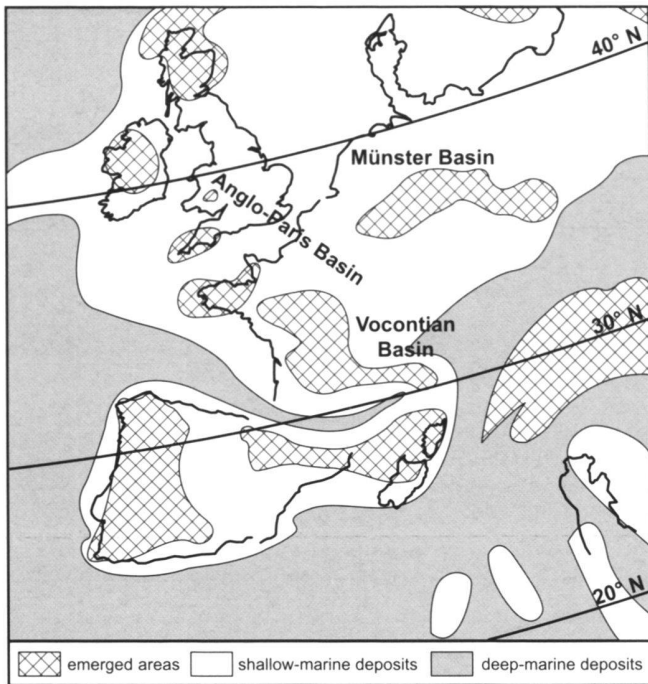 40° N
Münster Basin
Anglo-Paris Basin
Vocontian
Basin
30° N
20° N
emerged areas
shallow-marine deposits
deep-marine deposits